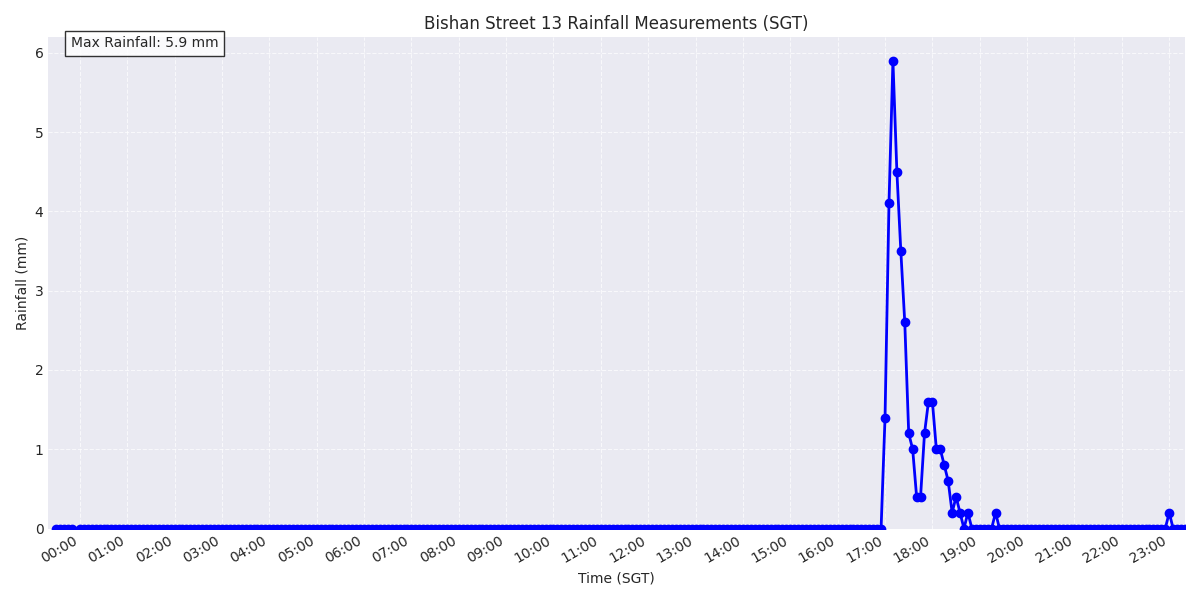 Bishan Street 13 Rainfall Measurements (SGT)
Max Rainfall: 5.9 mm
6
5
4
3
2
1
0
Rainfall (mm)
00:00 01:00 02:00 03:00 04:00 05:00 06:00 07:00 08:00 09:00 10:00 11:00 12:00 13:00 14:00 15:00 16:00 17:00 18:00 19:00 20:00 21:00 22:00 23:00
Time (SGT)